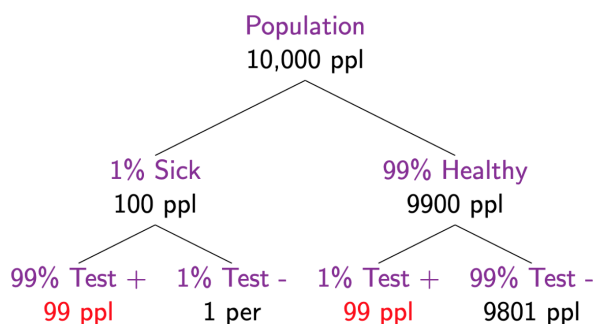 Population
10,000 ppl
1% Sick
99% Healthy
100 ppl
9900 ppl
99% Test +
1% Test -
1% Test +
99% Test -
99 ppl
1 per
99 ppl
9801 ppl